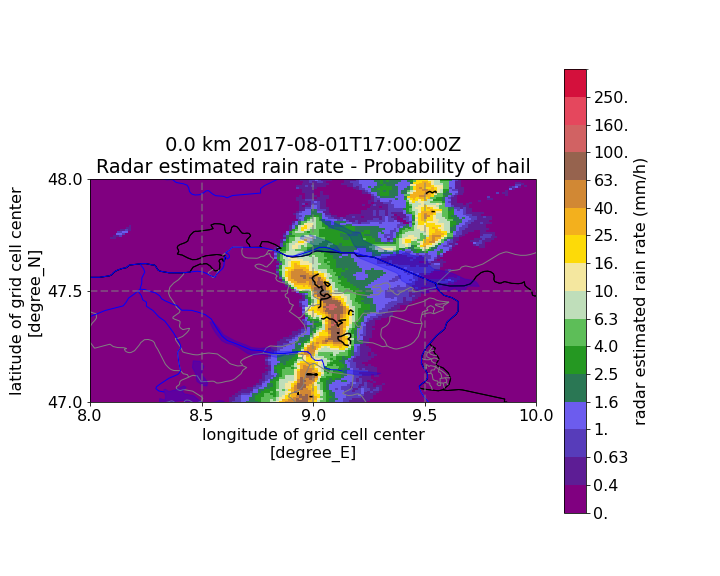 0.0 km 2017-08-01T17:00:00Z
Radar estimated rain rate - Probability of hail
48.0
47.5
47.0
latitude of grid cell center
[degree_N]
8.0 8.5 9.0 9.5 10.0
longitude of grid cell center
[degree_E]
250.
160.
100.
63.
40.
25.
16.
10.
6.3
4.0
2.5
1.6
1.
0.63
0.4
0.
radar estimated rain rate (mm/h)